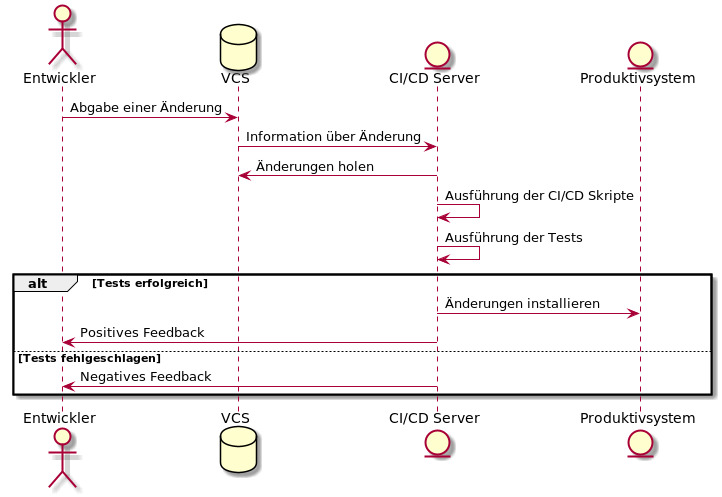 Entwickler
VCS
CI/CD Server
Produktivsystem
Abgabe einer Änderung
Information über Änderung
Änderungen holen
Ausführung der CI/CD Skripte
Ausführung der Tests
alt
[Tests erfolgreich]
Änderungen installieren
Positives Feedback
[Tests fehlgeschlagen]
Negatives Feedback
Entwickler
VCS
CI/CD Server
Produktivsystem